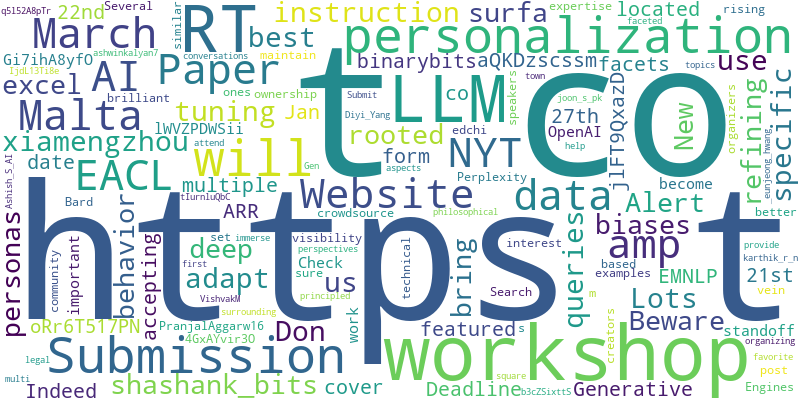 q5152A8pTr
Several
similar
22nd
instruction
expertise
rising
located
faceted
RT
best
surfa
March
Gi7ihA8yfO
personalization
conversations
ashwinkalyan7
AI
Paper
binarybits
aQKDzscssm
facets
use
IjdLl3Ti8e
maintain
excel
brilliant
t
LLM
co
co
Malta
tuning
Jan
ones
ownership
speakers
town
Submit
joon_s_pk
topics
New
organizers
refining
specific
lWVZPDWSii
Diyi_Yang
27th
jlFT9QxazD
xiamengzhou
rooted
NYT
OpenAI
eunjeong_hwang
date
will
form
edchi
help
EACL
multiple
Gen
attend
aspects
Perplexity
become
Ashish_S_AI
Bard
tIurnluQbC
Website
data
Alert
better
personas
https
t
ARR
crowdsource
philosophical
biases
provide
behavior
set
immerse
visibility
technical
bring
interest
queries
amp
karthik_r_n
community
important
accepting
deep
us
Check
perspectives
based
EMNLP
21st
first
sure
principled
examples
adapt
VishvakM
Search
m
vein
Lots
oRr6T517PN
PranjalAggarw16
Don
work
featured
s
workshop
Beware
standoff
4GxAYvir3O
surrounding
creators
organizing
legal
Submission
favorite
multi
post
Indeed
shashank_bits
cover
Deadline
square
b3cZSixttS
Generative
Engines